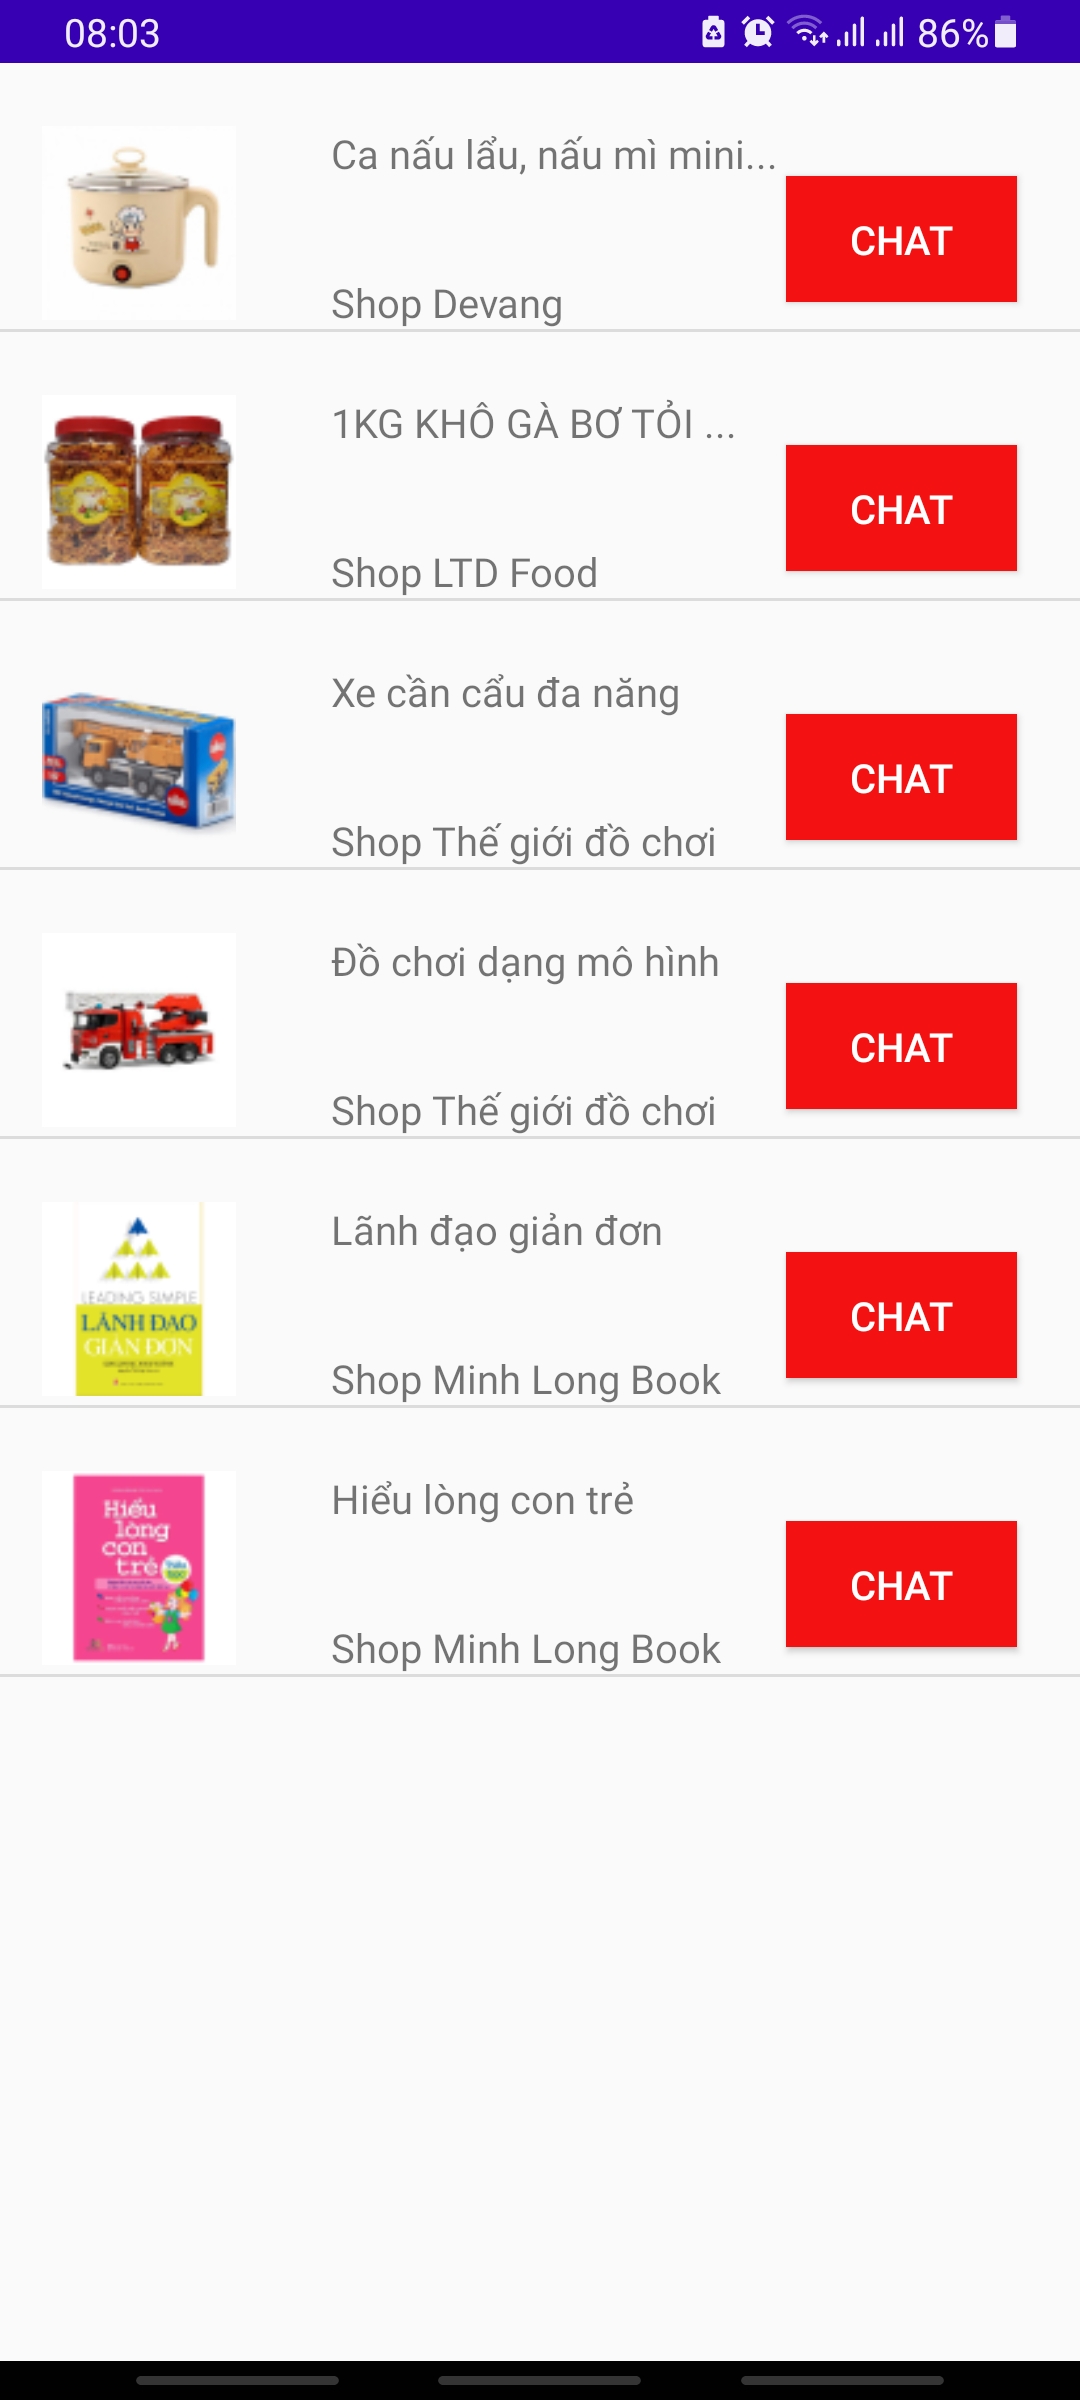 08:03
86%
Ca nấu lẩu, nấu mì mini...
CHAT
Shop Devang
1KG KHÔ GÀ BƠ TỎI ...
CHAT
Shop LTD Food
Xe cần cẩu đa năng
CHAT
Shop Thế giới đồ chơi
Đồ chơi dạng mô hình
CHAT
Shop Thế giới đồ chơi
LEADING SIMPLE
LÃNH ĐẠO
GIẢN ĐƠN
Lãnh đạo giản đơn
CHAT
Shop Minh Long Book
Hiểu
lòng
con
trẻ
Hiểu lòng con trẻ
CHAT
Shop Minh Long Book